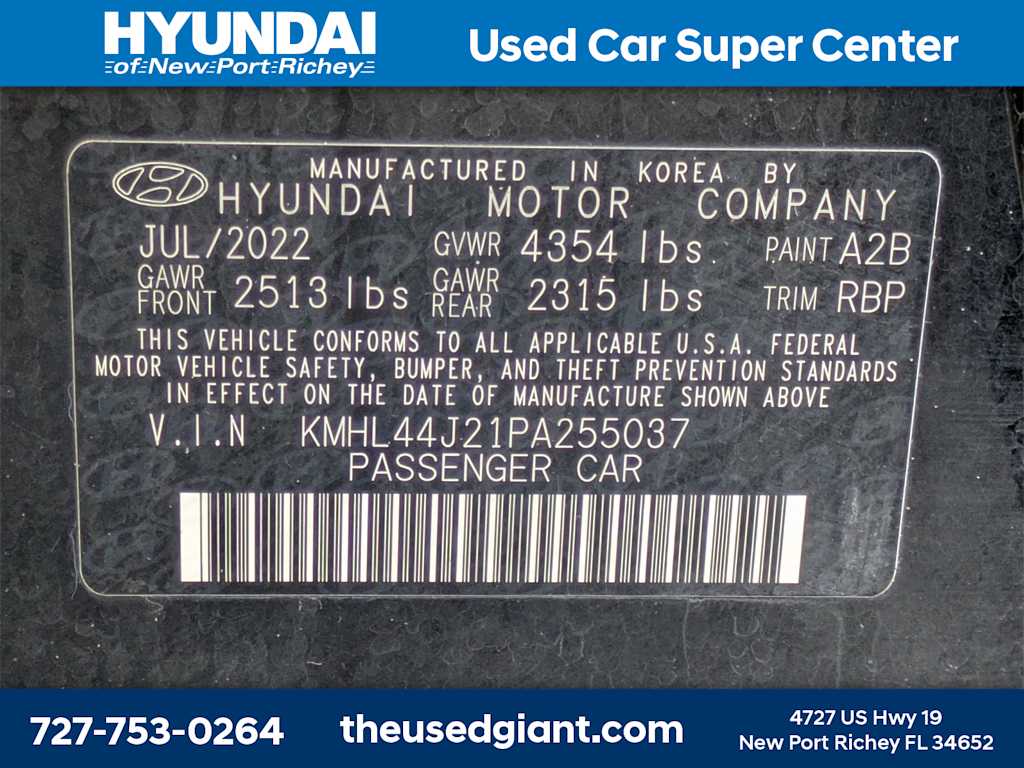 HYUNDAI
of New Port Richey
Used Car Super Center
MANUFACTURED IN KOREA BY
HYUNDAI MOTOR COMPANY
JUL/2022 GVWR 4354 lbs. PAINT A2B
GAWR FRONT 2513 lbs GAWR REAR 2315 lbs TRIM RBP
THIS VEHICLE CONFORMS TO ALL APPLICABLE U.S.A. FEDERAL
MOTOR VEHICLE SAFETY, BUMPER, AND THEFT PREVENTION STANDARDS
IN EFFECT ON THE DATE OF MANUFACTURE SHOWN ABOVE
V.I.N KMHL44J21PA255037
PASSENGER CAR
727-753-0264
theusedgiant.com
4727 US Hwy 19
New Port Richey FL 34652